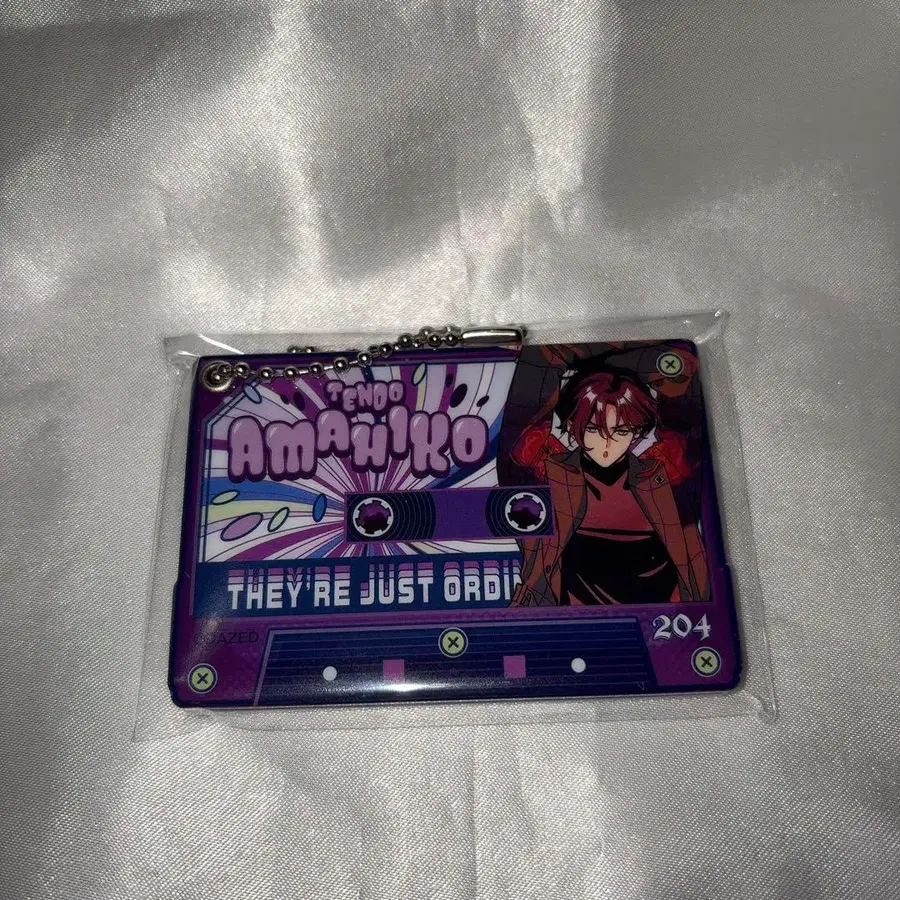 TENDO
AMAHIKO
THEY'RE JUST ORDI
204